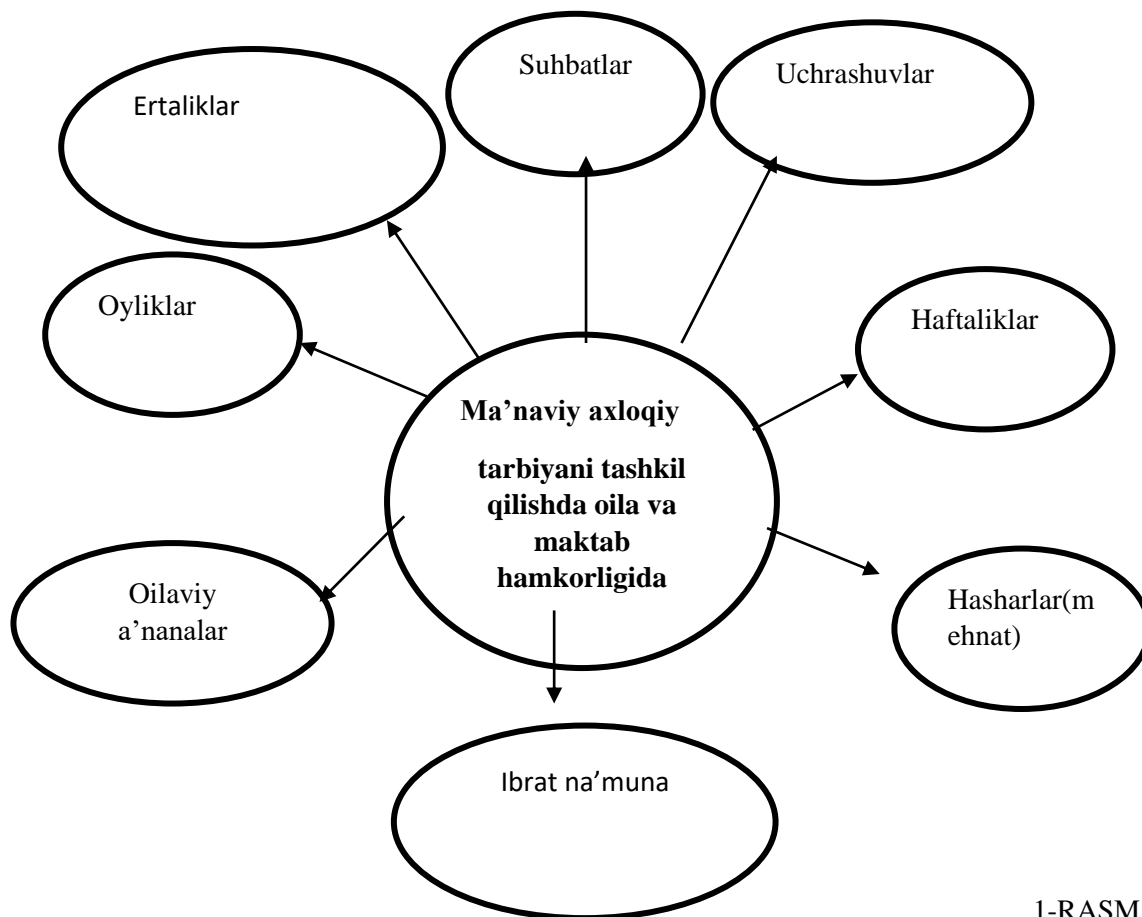 Suhbatlar
Uchrashuvlar
Ertaliklar
Oyliklar
Haftaliklar
Ma’naviy axloqiy
tarbiyani tashkil
qilishda oila va
maktab
hamkorligida
Oilaviy
a’nanalar
Hasharlar(m
ehnat)
Ibrat na’muna
1-RASM